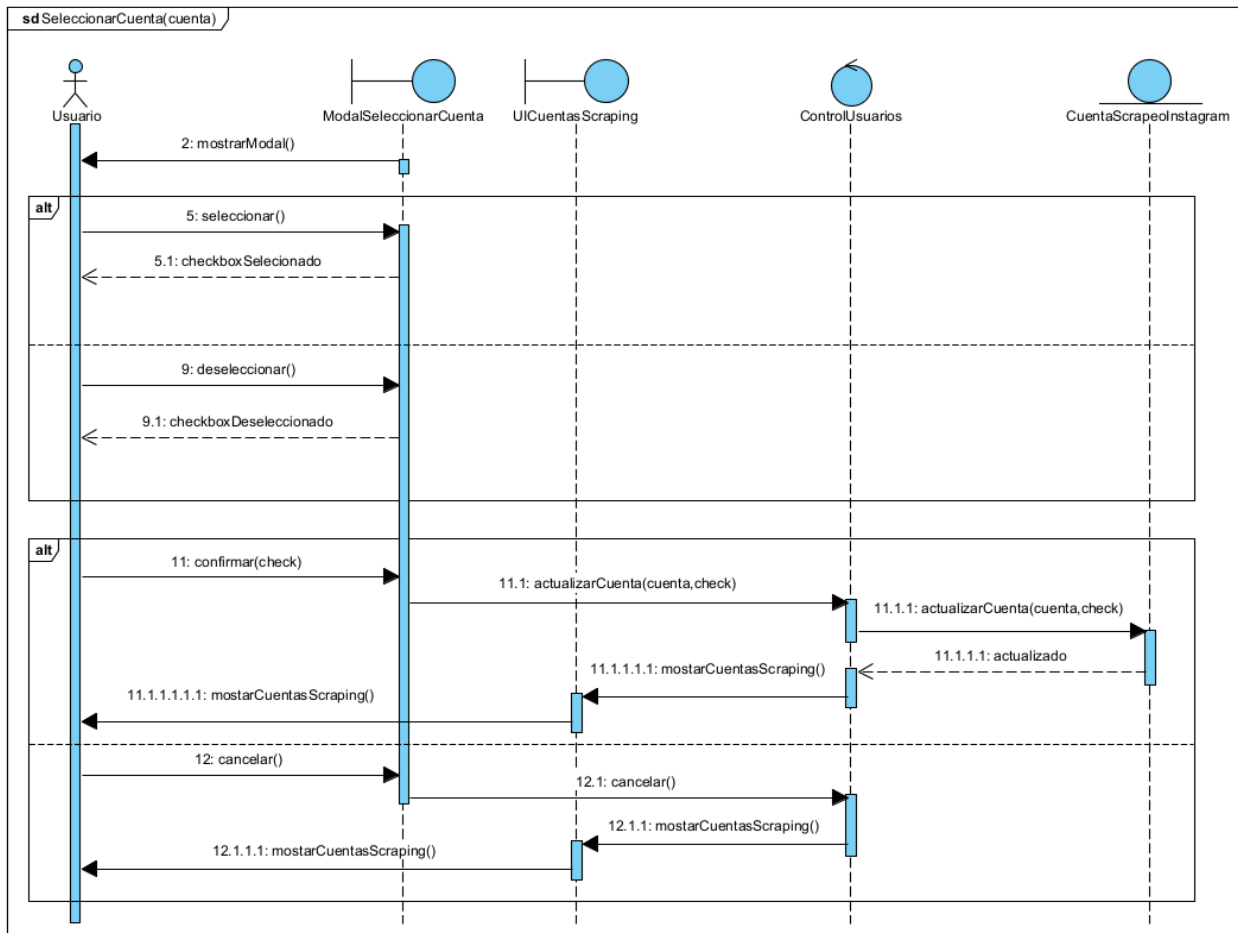 sd SeleccionarCuenta(cuenta)
Usuario
ModalSeleccionarCuenta
UICuentasScraping
ControlUsuarios
CuentaScrapeoInstagram
2: mostrarModal()
alt
5: seleccionar()
5.1: checkboxSelecionado
9: deseleccionar()
9.1: checkboxDeseleccionado
alt
11: confirmar(check)
11.1: actualizarCuenta(cuenta,check)
11.1.1: actualizarCuenta(cuenta,check)
11.1.1.1: actualizado
11.1.1.1.1: mostarCuentasScraping()
11.1.1.1.1.1: mostarCuentasScraping()
12: cancelar()
12.1: cancelar()
12.1.1: mostarCuentasScraping()
12.1.1.1: mostarCuentasScraping()